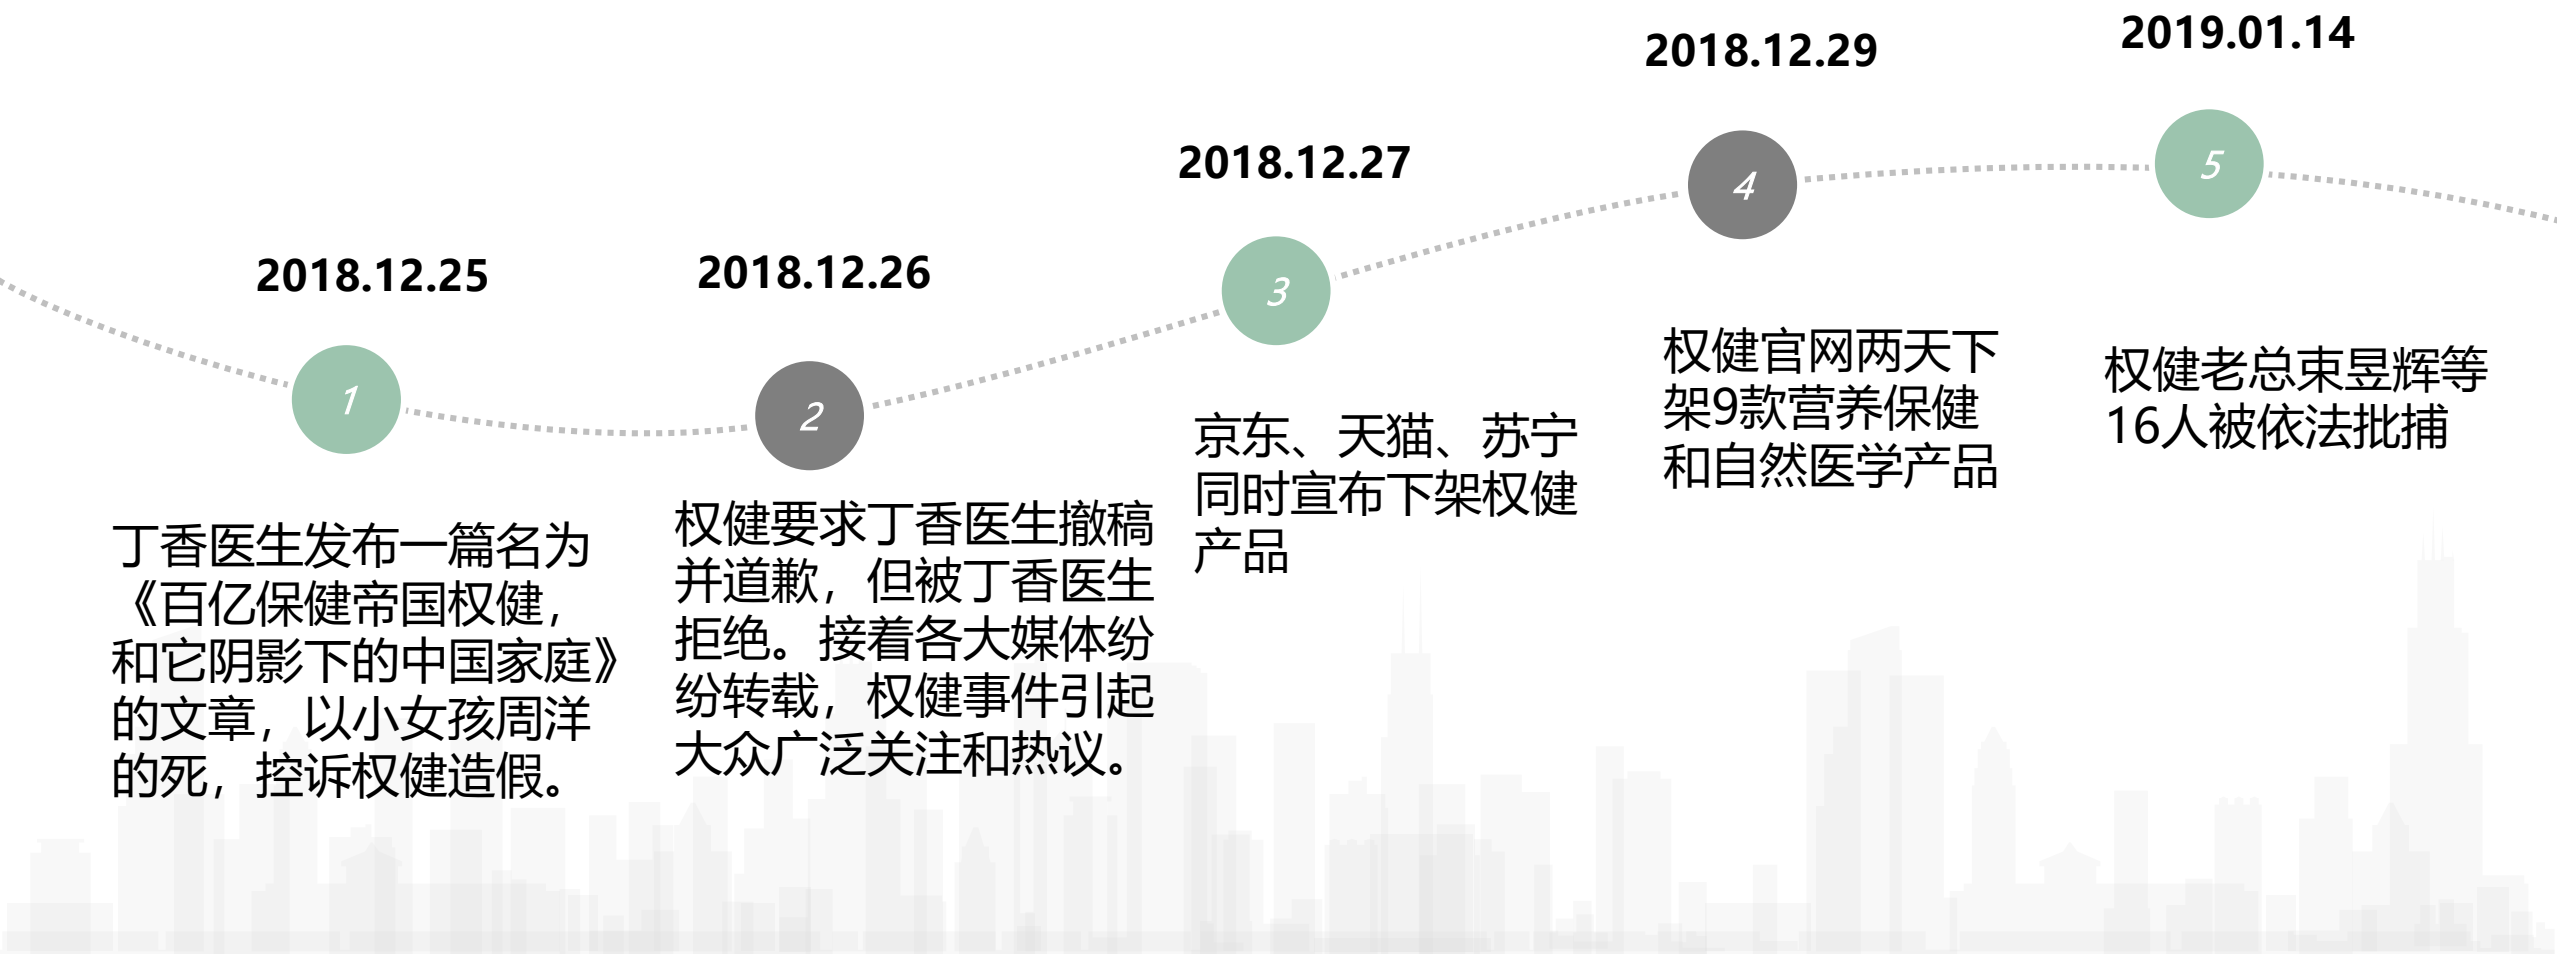 2018.12.25
1
丁香医生发布一篇名为
《百亿保健帝国权健，
和它阴影下的中国家庭》
的文章，以小女孩周洋
的死，控诉权健造假。
2018.12.26
2
权健要求丁香医生撤稿
并道歉，但被丁香医生
拒绝。接着各大媒体纷
纷转载，权健事件引起
大众广泛关注和热议。
2018.12.27
3
京东、天猫、苏宁
同时宣布下架权健
产品
2018.12.29
4
权健官网两天下
架9款营养保健
和自然医学产品
2019.01.14
5
权健老总束昱辉等
16人被依法批捕